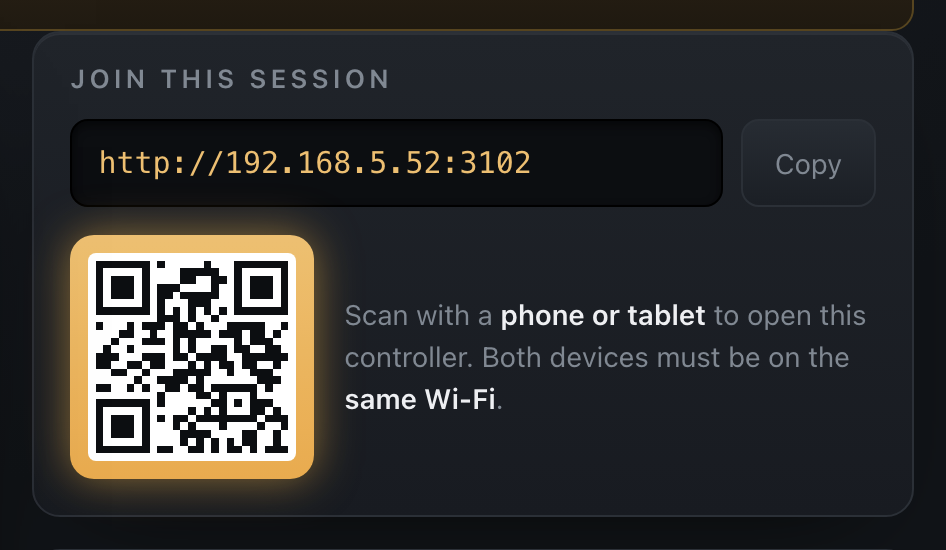 JOIN THIS SESSION
http://192.168.5.52:3102
Copy
Scan with a phone or tablet to open this
controller. Both devices must be on the
same Wi-Fi.